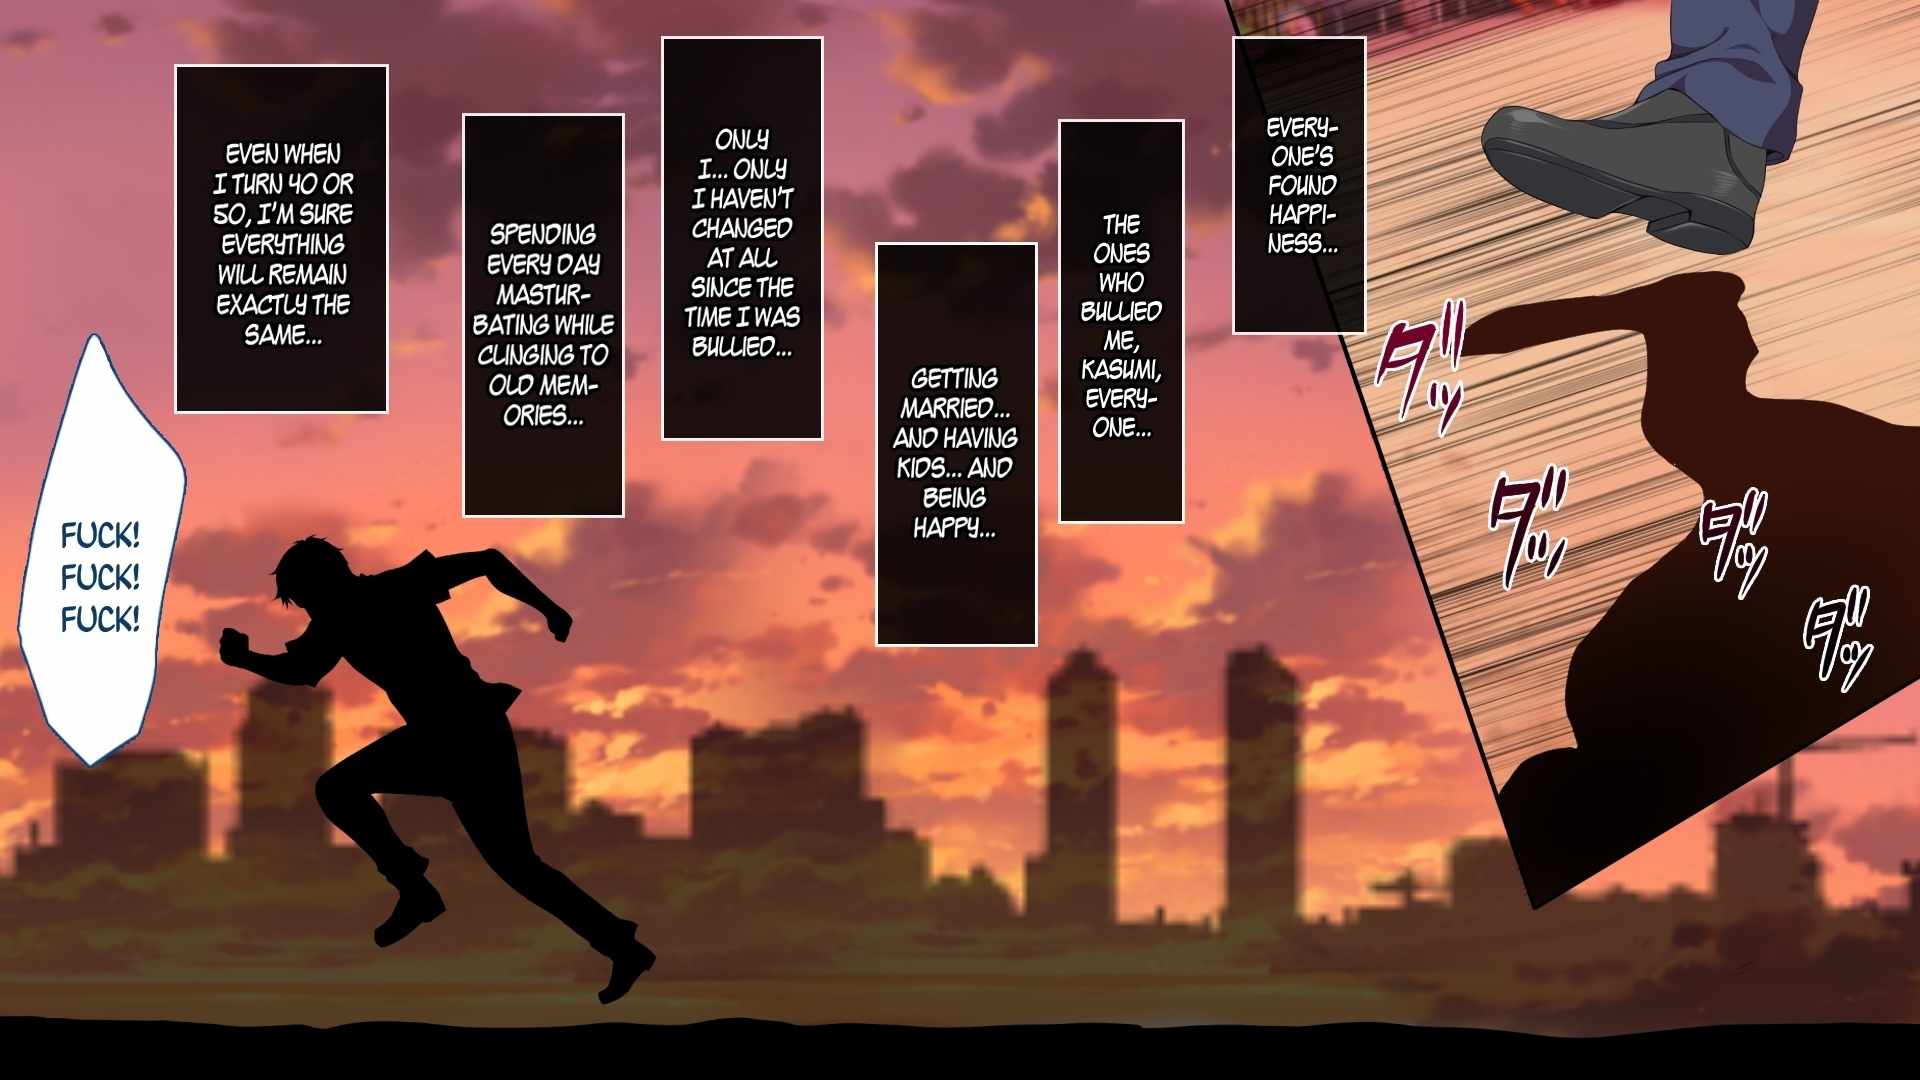 EVERY-
ONE'S
FOUND
HAPPI-
NESS...
THE
ONES
WHO
BULLIED
ME,
KASUMI,
EVERY-
ONE...
GETTING
MARRIED...
AND HAVING
KIDS... AND
BEING
HAPPY...
ONLY
I... ONLY
I HAVEN'T
CHANGED
AT ALL
SINCE THE
TIME I WAS
BULLIED...
SPENDING
EVERY DAY
MASTUR-
BATING WHILE
CLINGING TO
OLD MEM-
ORIES...
EVEN WHEN
I TURN 40 OR
50, I'M SURE
EVERYTHING
WILL REMAIN
EXACTLY THE
SAME...
FUCK!
FUCK!
FUCK!
ダッ
ダッ
ダッ
ダッ